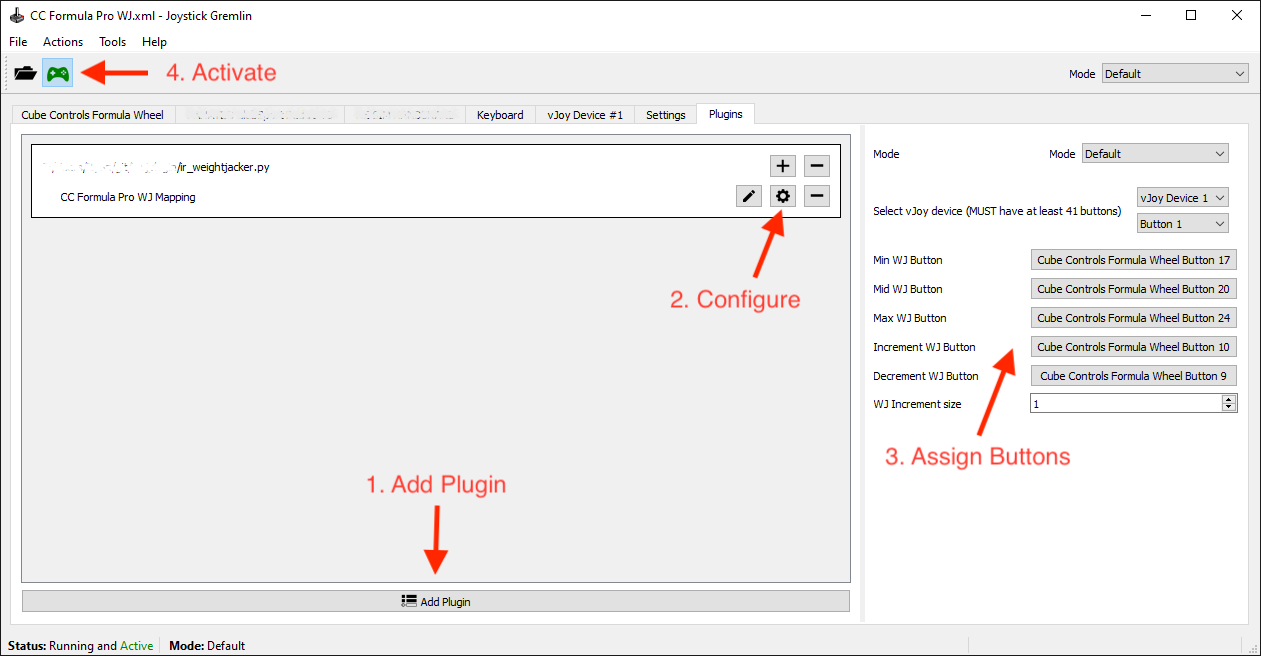 CC Formula Pro WJ.xml - Joystick Gremlin
File Actions Tools Help
4. Activate
Mode Default
Cube Controls Formula Wheel Keyboard vJoy Device #1 Settings Plugins
/ir_weightjacker.py
CC Formula Pro WJ Mapping
2. Configure
1. Add Plugin
Add Plugin
Mode Mode Default
Select vJoy device (MUST have at least 41 buttons) vJoy Device 1
Button 1
Min WJ Button Cube Controls Formula Wheel Button 17
Mid WJ Button Cube Controls Formula Wheel Button 20
Max WJ Button Cube Controls Formula Wheel Button 24
Increment WJ Button Cube Controls Formula Wheel Button 10
Decrement WJ Button Cube Controls Formula Wheel Button 9
WJ Increment size 1
3. Assign Buttons
Status: Running and Active Mode: Default